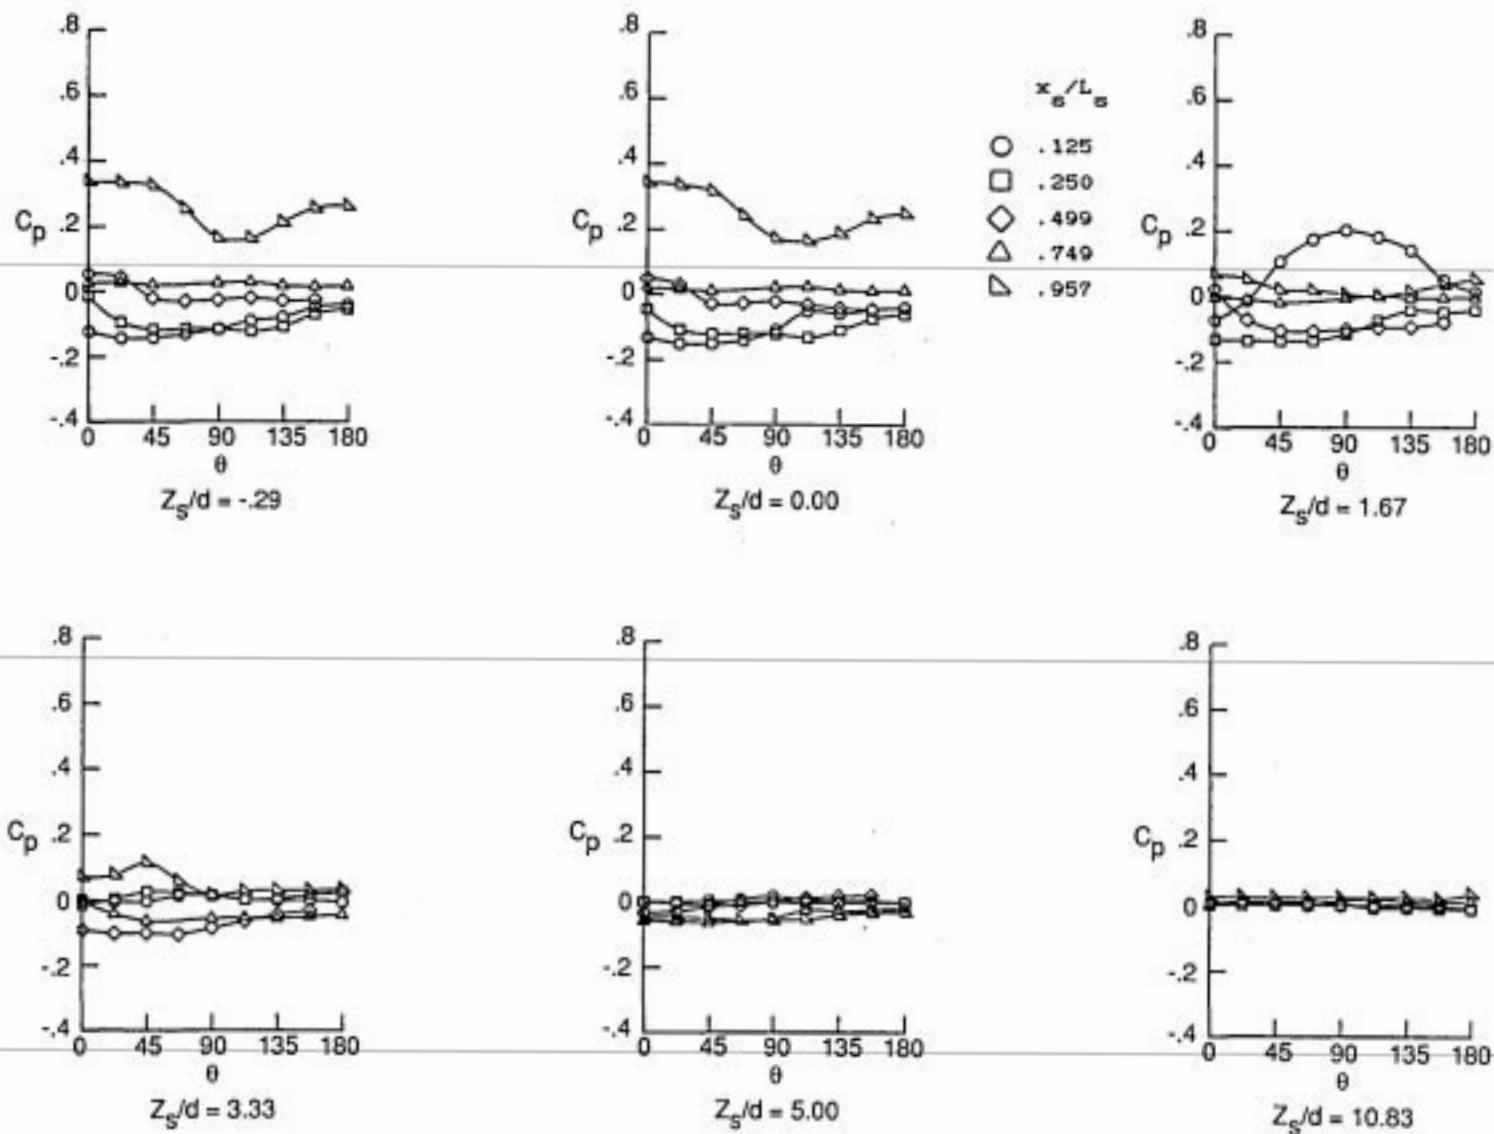 .8
.6
.4
Cp .2
0
-.2
-.4
0 45 90 135 180
θ
Zs/d = -.29
.8
.6
.4
Cp .2
0
-.2
-.4
0 45 90 135 180
θ
Zs/d = 0.00
xs/Ls
.125
.250
.499
.749
.957
.8
.6
.4
Cp .2
0
-.2
-.4
0 45 90 135 180
θ
Zs/d = 1.67
.8
.6
.4
Cp .2
0
-.2
-.4
0 45 90 135 180
θ
Zs/d = 3.33
.8
.6
.4
Cp .2
0
-.2
-.4
0 45 90 135 180
θ
Zs/d = 5.00
.8
.6
.4
Cp .2
0
-.2
-.4
0 45 90 135 180
θ
Zs/d = 10.83